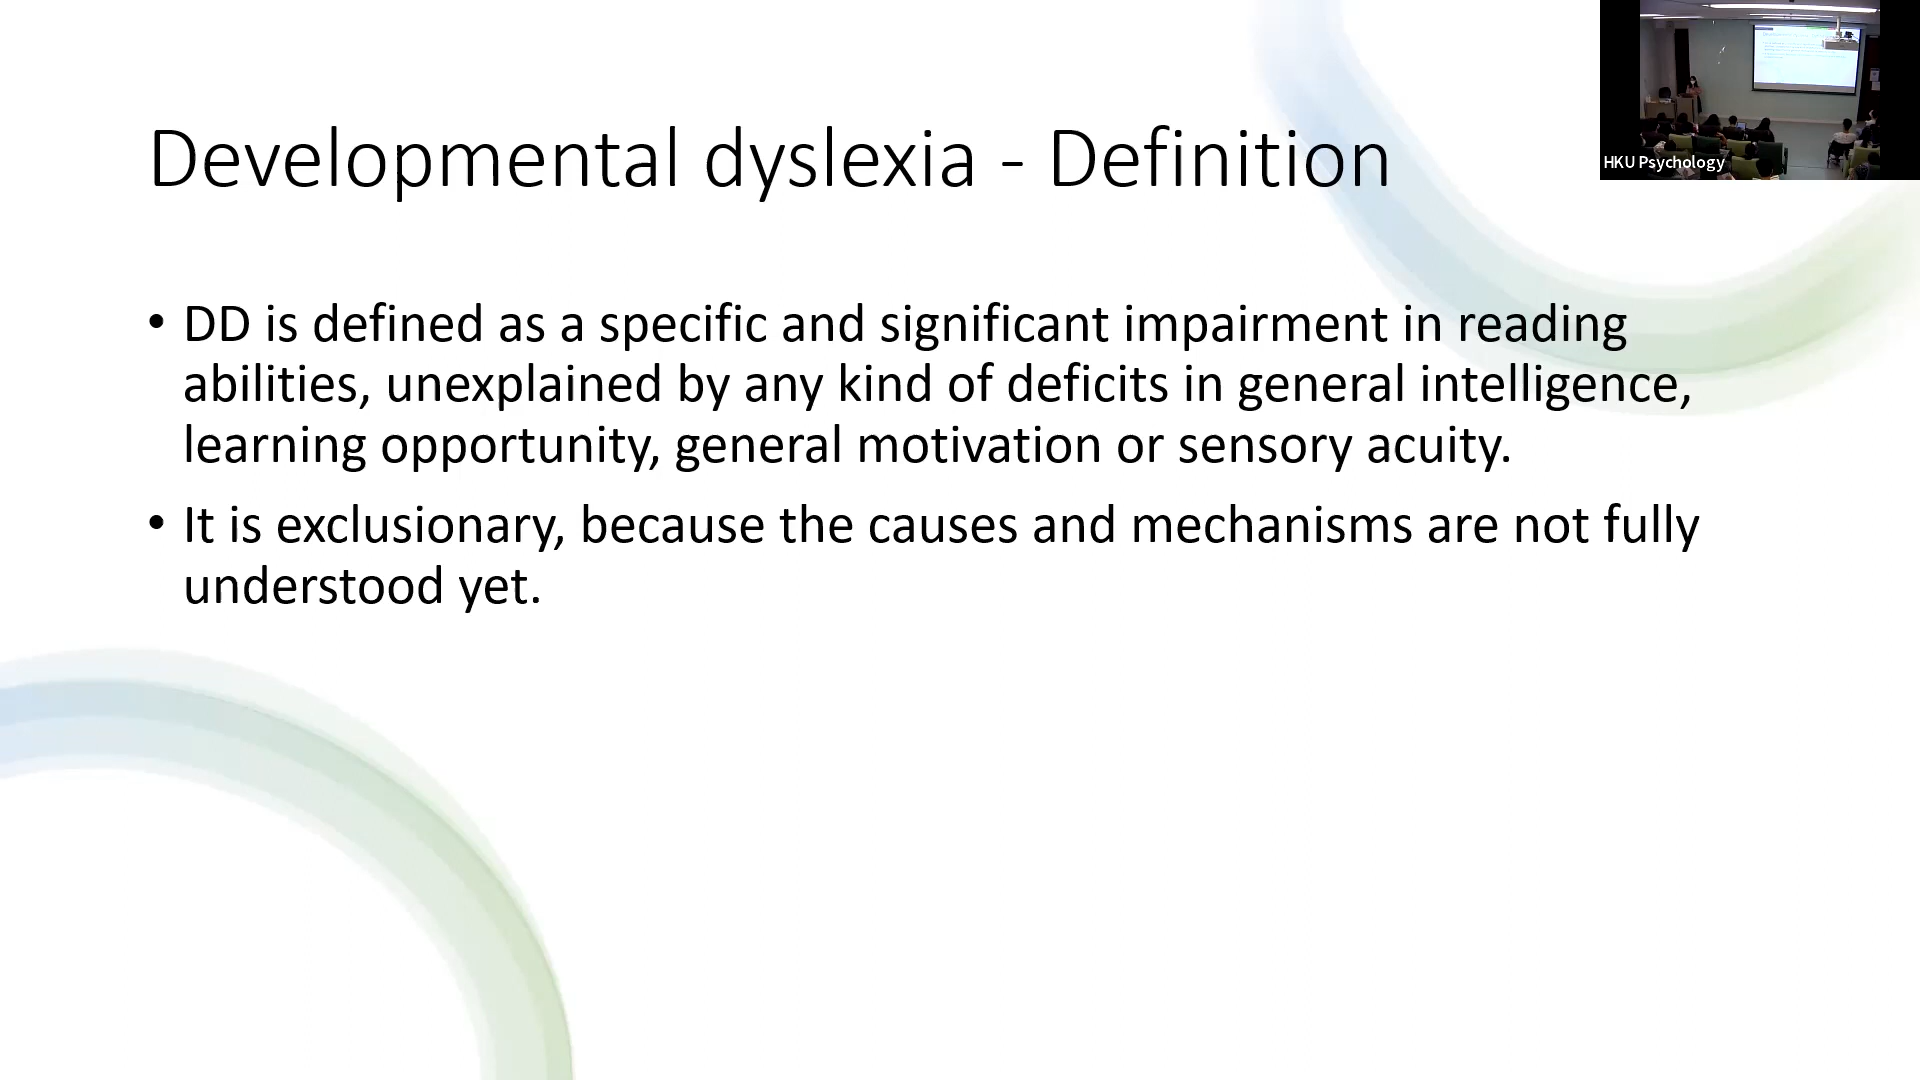 Developmental dyslexia - Definition
• DD is defined as a specific and significant impairment in reading
abilities, unexplained by any kind of deficits in general intelligence,
learning opportunity, general motivation or sensory acuity.
• It is exclusionary, because the causes and mechanisms are not fully
understood yet.
HKU Psychology